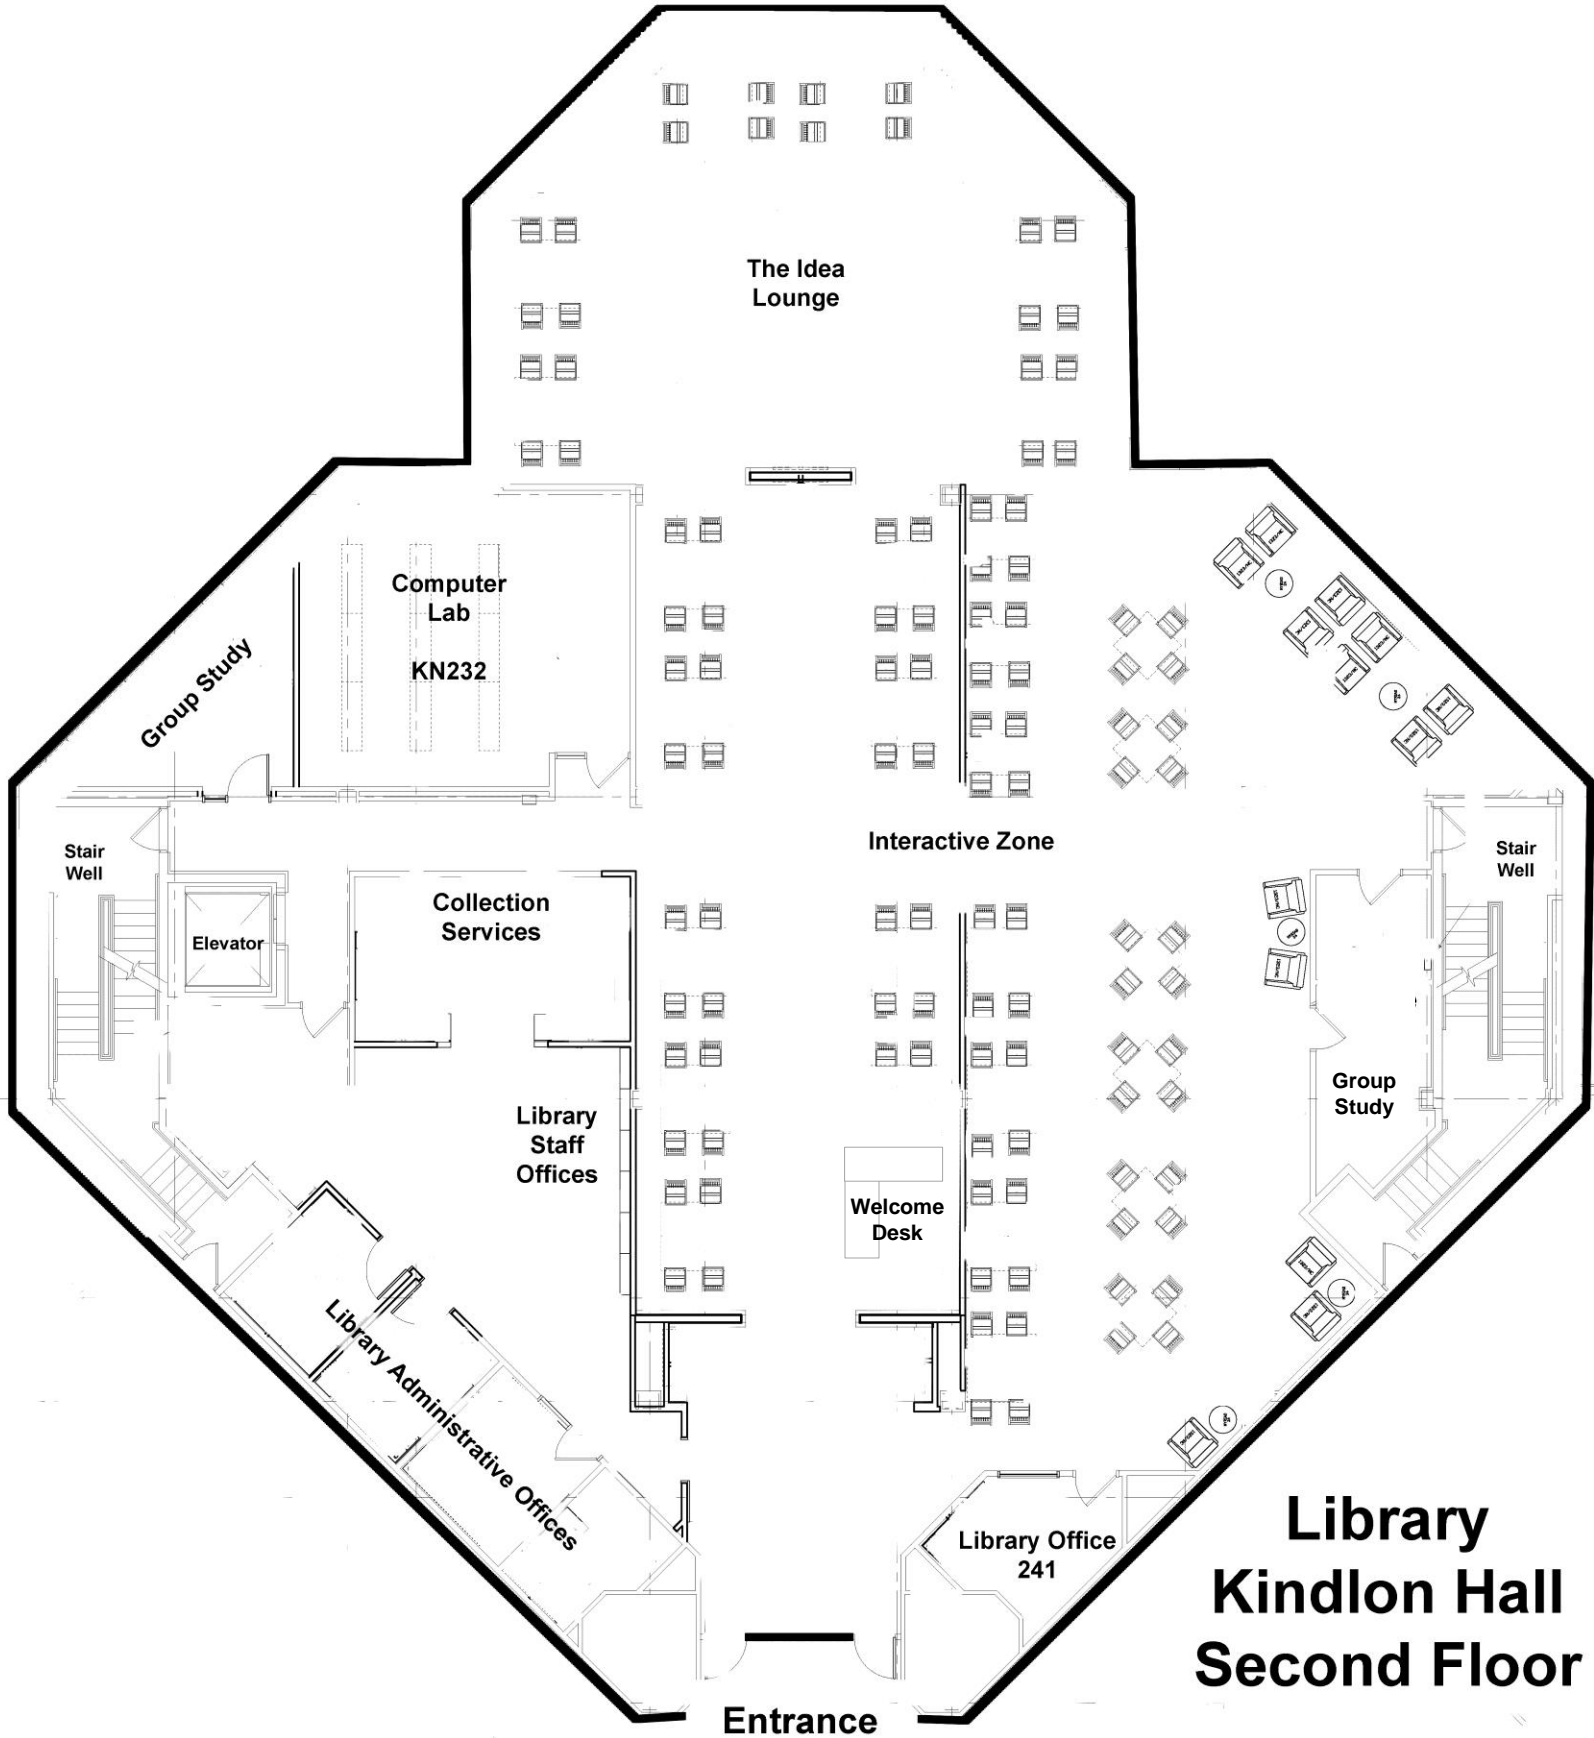 The Idea
Lounge
Computer
Lab
KN232
Group Study
Interactive Zone
Stair
Well
Stair
Well
Collection
Services
Elevator
Group
Study
Library
Staff
Offices
Welcome
Desk
Library Administrative Offices
Library Office
241
Library
Kindlon Hall
Second Floor
Entrance